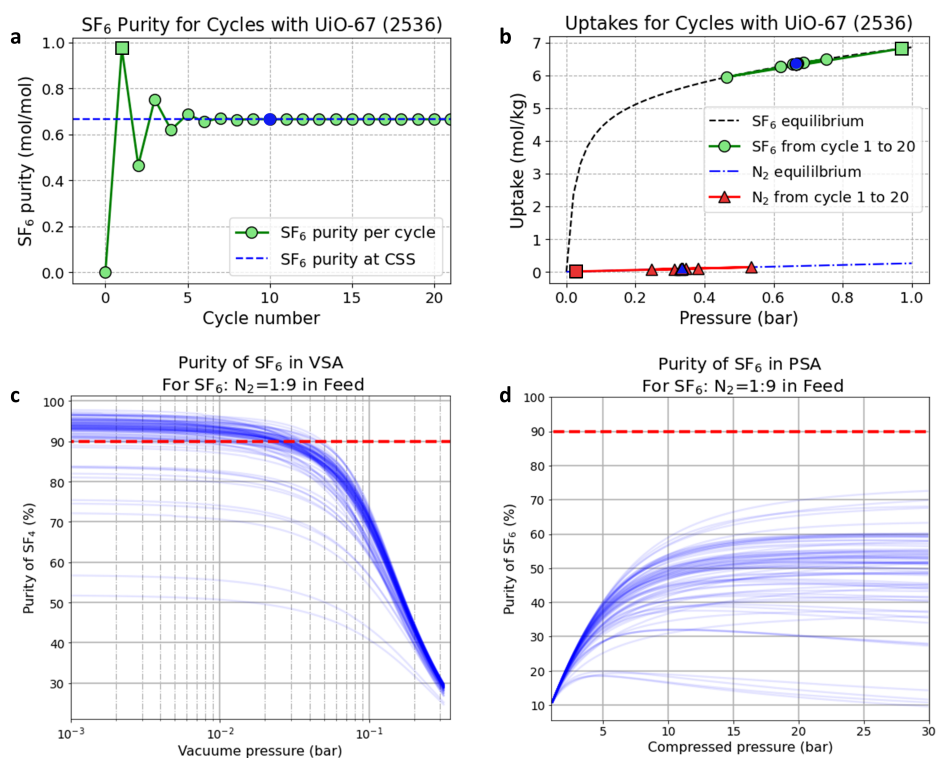 a
SF6 Purity for Cycles with UiO-67 (2536)
SF6 purity (mol/mol)
1.0
0.8
0.6
0.4
0.2
0.0
SF6 purity per cycle
SF6 purity at CSS
0 5 10 15 20
Cycle number
b
Uptakes for Cycles with UiO-67 (2536)
Uptake (mol/kg)
7
6
5
4
3
2
1
0
SF6 equilibrium
SF6 from cycle 1 to 20
N2 equililbrium
N2 from cycle 1 to 20
0.0 0.2 0.4 0.6 0.8 1.0
Pressure (bar)
c
Purity of SF6 in VSA
For SF6: N2=1:9 in Feed
Purity of SF4 (%)
100
90
80
70
60
50
40
30
10−3 10−2 10−1
Vacuume pressure (bar)
d
Purity of SF6 in PSA
For SF6: N2=1:9 in Feed
Purity of SF6 (%)
100
90
80
70
60
50
40
30
20
10
5 10 15 20 25 30
Compressed pressure (bar)